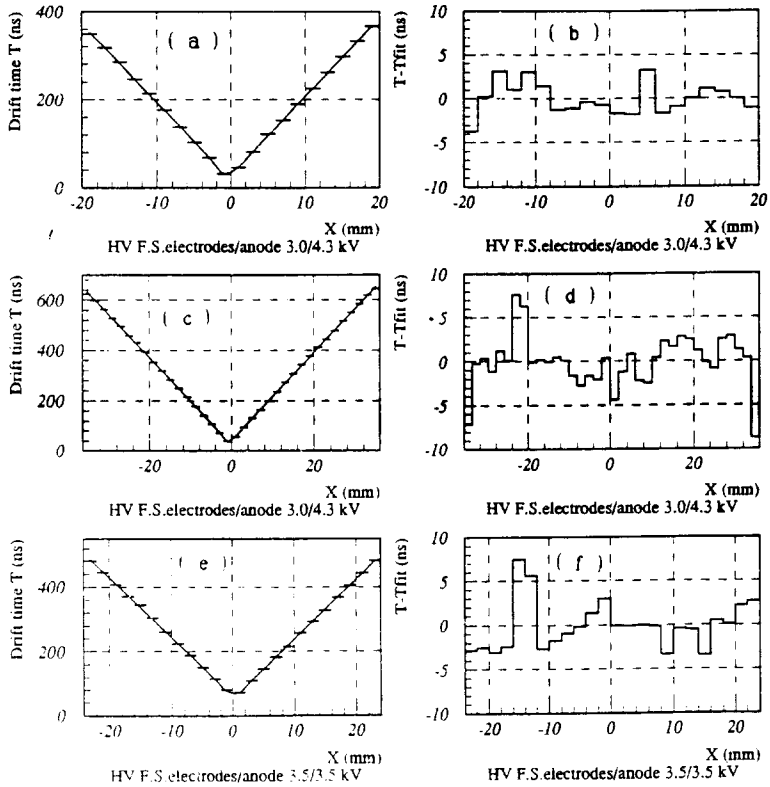 Drift time T (ns)
400
200
0
( a )
-20
-10
0
10
20
X (mm)
HV F.S.electrodes/anode 3.0/4.3 kV
T-Tfit (ns)
10
5
0
-5
-10
( b )
-20
-10
0
10
20
X (mm)
HV F.S.electrodes/anode 3.0/4.3 kV
Drift time T (ns)
600
400
200
0
( c )
-20
0
20
X (mm)
HV F.S.electrodes/anode 3.0/4.3 kV
T-Tfit (ns)
10
5
0
-5
-10
( d )
-20
0
20
X (mm)
HV F.S.electrodes/anode 3.0/4.3 kV
Drift time T (ns)
400
200
0
( e )
-20
-10
0
10
20
X (mm)
HV F.S.electrodes/anode 3.5/3.5 kV
T-Tfit (ns)
10
5
0
-5
-10
( f )
-20
-10
0
10
20
X (mm)
HV F.S.electrodes/anode 3.5/3.5 kV